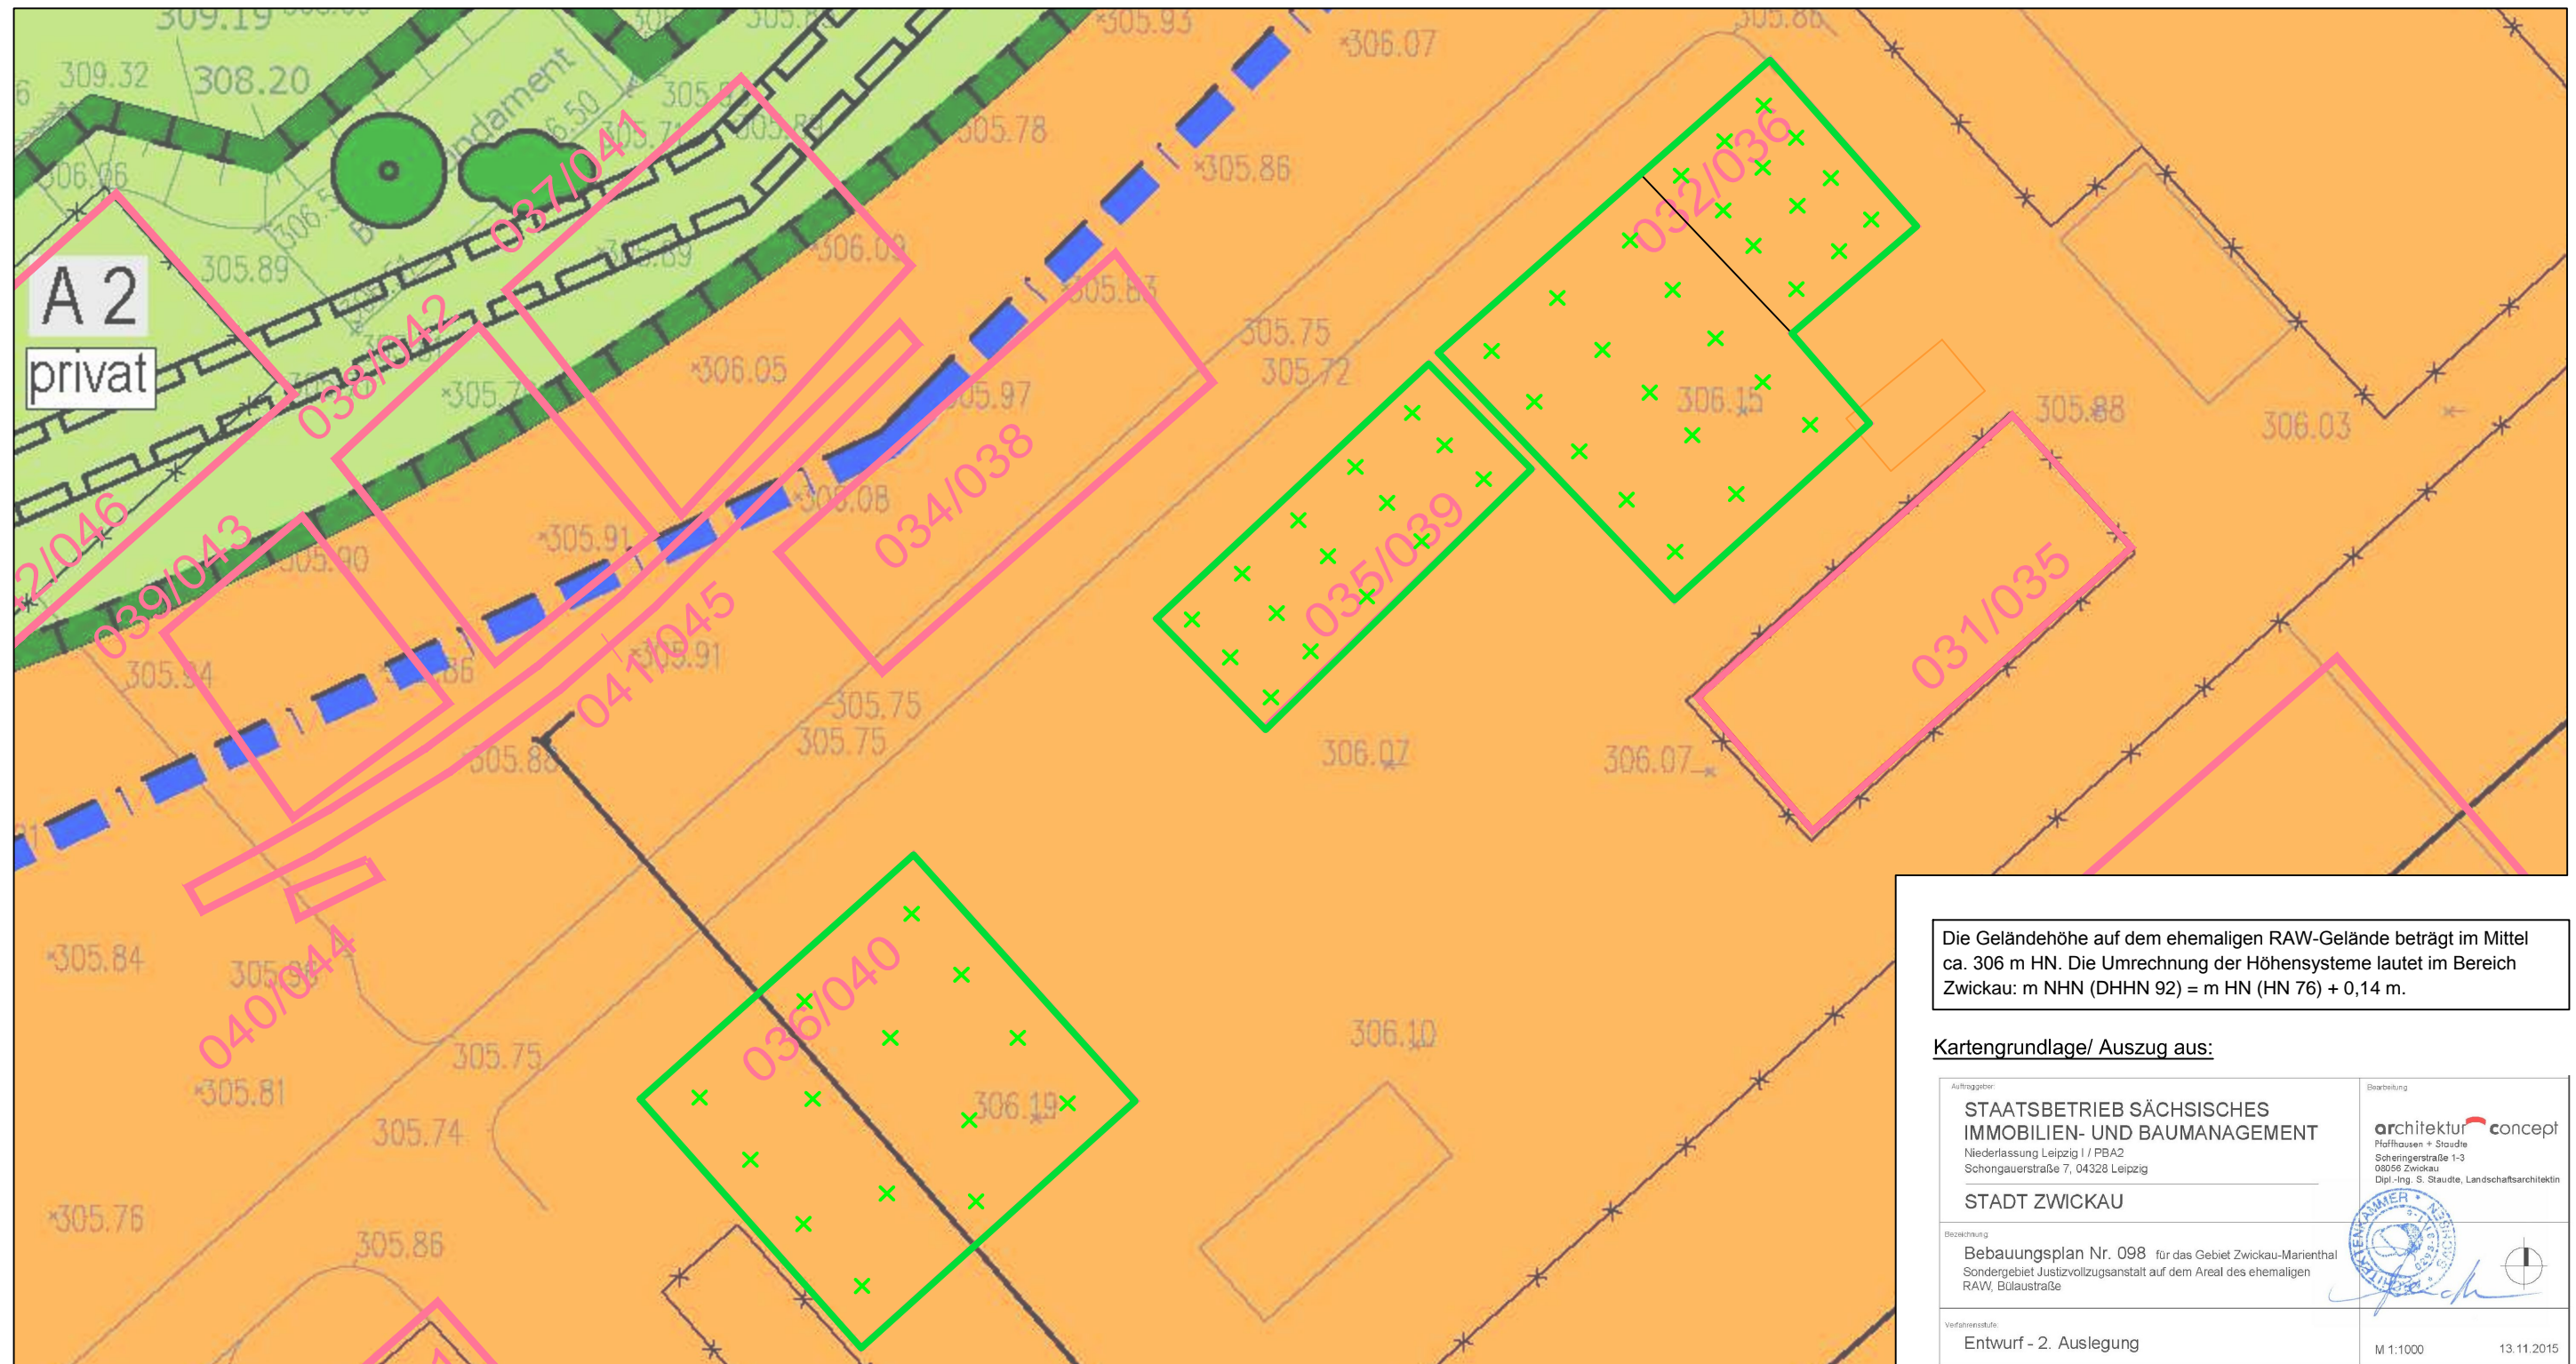 309.19
305.93
306.07
305.86
309.32
308.20
305.78
305.86
306.50
037/041
032/036
305.89
306.09
305.83
A 2
privat
038/042
306.05
305.97
305.75
305.72
306.15
305.88
306.03
034/038
306.08
035/039
2/046
039/043
305.90
305.91
041/045
305.91
031/035
305.94
305.75
305.75
305.88
306.07
306.07
305.84
040/044
036/040
306.10
305.75
305.81
306.19
305.74
305.76
305.86
Die Geländehöhe auf dem ehemaligen RAW-Gelände beträgt im Mittel
ca. 306 m HN. Die Umrechnung der Höhensysteme lautet im Bereich
Zwickau: m NHN (DHHN 92) = m HN (HN 76) + 0,14 m.
Kartengrundlage/ Auszug aus:
Auftraggeber:
STAATSBETRIEB SÄCHSISCHES
IMMOBILIEN- UND BAUMANAGEMENT
Niederlassung Leipzig I / PBA2
Schongauerstraße 7, 04328 Leipzig
STADT ZWICKAU
Bearbeitung
architektur concept
Pfaffhausen + Staudte
Scheringerstraße 1-3
08056 Zwickau
Dipl.-Ing. S. Staudte, Landschaftsarchitektin
Bezeichnung
Bebauungsplan Nr. 098 für das Gebiet Zwickau-Marienthal
Sondergebiet Justizvollzugsanstalt auf dem Areal des ehemaligen
RAW, Bülaustraße
Verfahrensstufe:
Entwurf - 2. Auslegung
M 1:1000
13.11.2015